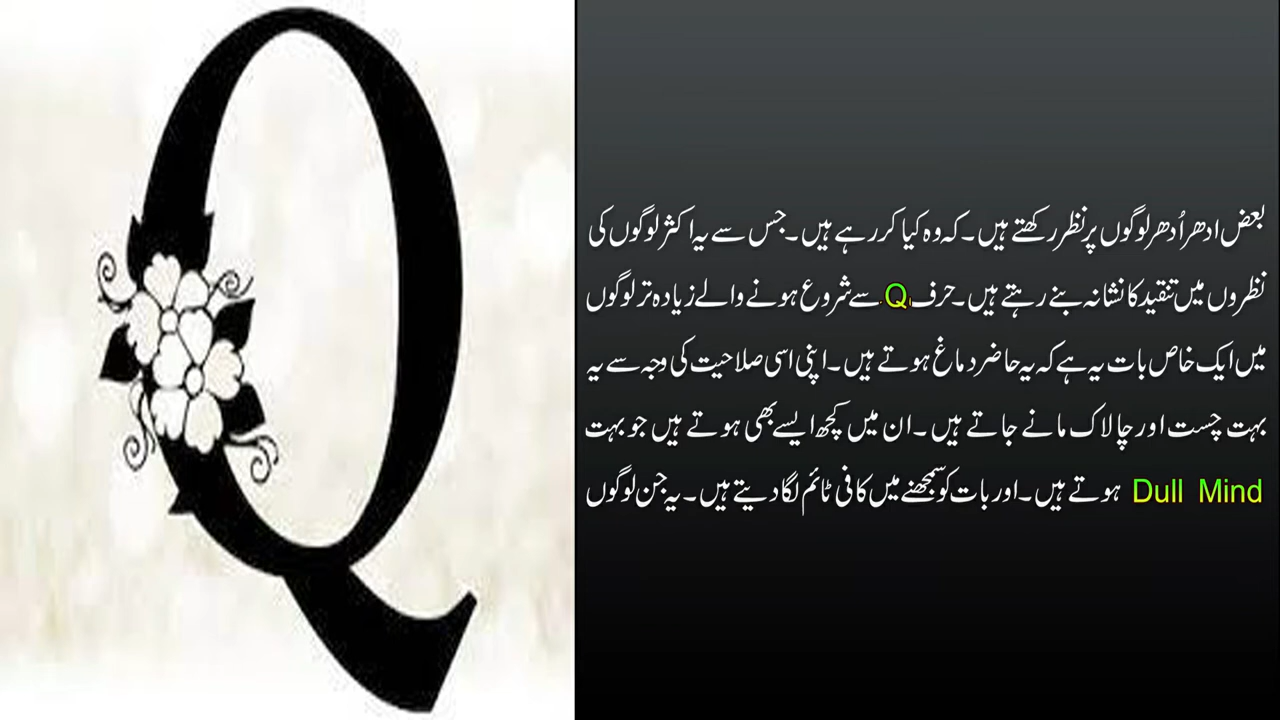 Q
بعض ادھر اُدھر لوگوں پر نظر رکھتے ہیں۔ کہ وہ کیا کر رہے ہیں۔ جس سے یہ اکثر لوگوں کی
نظروں میں تنقید کا نشانہ بنے رہتے ہیں۔ حرف Q سے شروع ہونے والے زیادہ تر لوگوں
میں ایک خاص بات یہ ہے کہ یہ حاضر دماغ ہوتے ہیں۔ اپنی اسی صلاحیت کی وجہ سے یہ
بہت چست اور چالاک مانے جاتے ہیں۔ ان میں کچھ ایسے بھی ہوتے ہیں جو بہت
Dull Mind ہوتے ہیں۔ اور بات کو سمجھنے میں کافی ٹائم لگا دیتے ہیں۔ یہ جن لوگوں